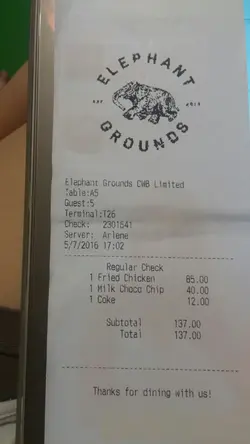 ELEPHANT
GROUNDS
Elephant Grounds CWB Limited
Table:A5
Guest:5
Terminal:126
Check: 2301541
Server: Arlene
5/7/2016 17:02
Regular Check
1 Fried Chicken 85.00
1 Milk Choco Chip 40.00
1 Coke 12.00
Subtotal 137.00
Total 137.00
Thanks for dining with us!